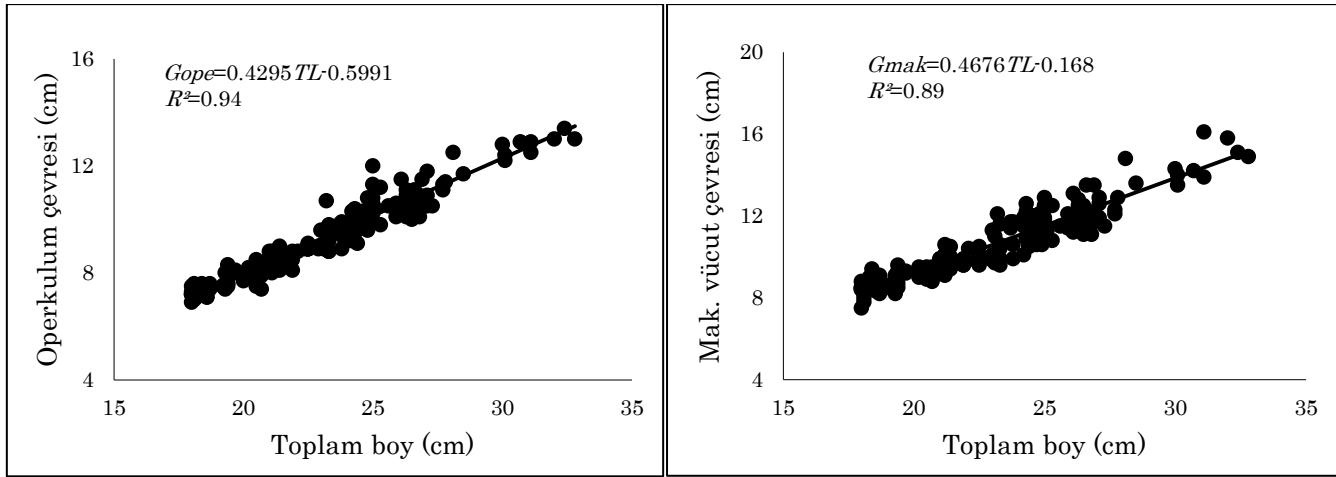 16
12
8
4
Operkulum çevresi (cm)
Gope=0.4295TL-0.5991
R²=0.94
15 20 25 30 35
Toplam boy (cm)
20
16
12
8
4
Mak. vücut çevresi (cm)
Gmak=0.4676TL-0.168
R²=0.89
15 20 25 30 35
Toplam boy (cm)